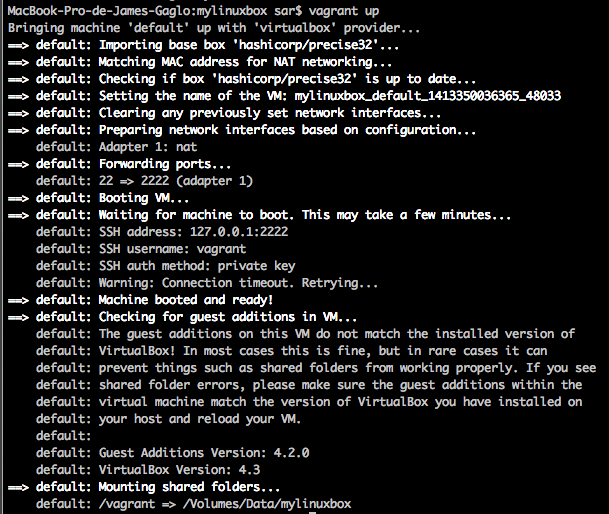 MacBook-Pro-de-James-Gaglo:mylinuxbox sar$ vagrant up
Bringing machine 'default' up with 'virtualbox' provider...
==> default: Importing base box 'hashicorp/precise32'...
==> default: Matching MAC address for NAT networking...
==> default: Checking if box 'hashicorp/precise32' is up to date...
==> default: Setting the name of the VM: mylinuxbox_default_1413350036365_48033
==> default: Clearing any previously set network interfaces...
==> default: Preparing network interfaces based on configuration...
    default: Adapter 1: nat
==> default: Forwarding ports...
    default: 22 => 2222 (adapter 1)
==> default: Booting VM...
==> default: Waiting for machine to boot. This may take a few minutes...
    default: SSH address: 127.0.0.1:2222
    default: SSH username: vagrant
    default: SSH auth method: private key
    default: Warning: Connection timeout. Retrying...
==> default: Machine booted and ready!
==> default: Checking for guest additions in VM...
    default: The guest additions on this VM do not match the installed version of
    default: VirtualBox! In most cases this is fine, but in rare cases it can
    default: prevent things such as shared folders from working properly. If you see
    default: shared folder errors, please make sure the guest additions within the
    default: virtual machine match the version of VirtualBox you have installed on
    default: your host and reload your VM.
    default:
    default: Guest Additions Version: 4.2.0
    default: VirtualBox Version: 4.3
==> default: Mounting shared folders...
    default: /vagrant => /Volumes/Data/mylinuxbox